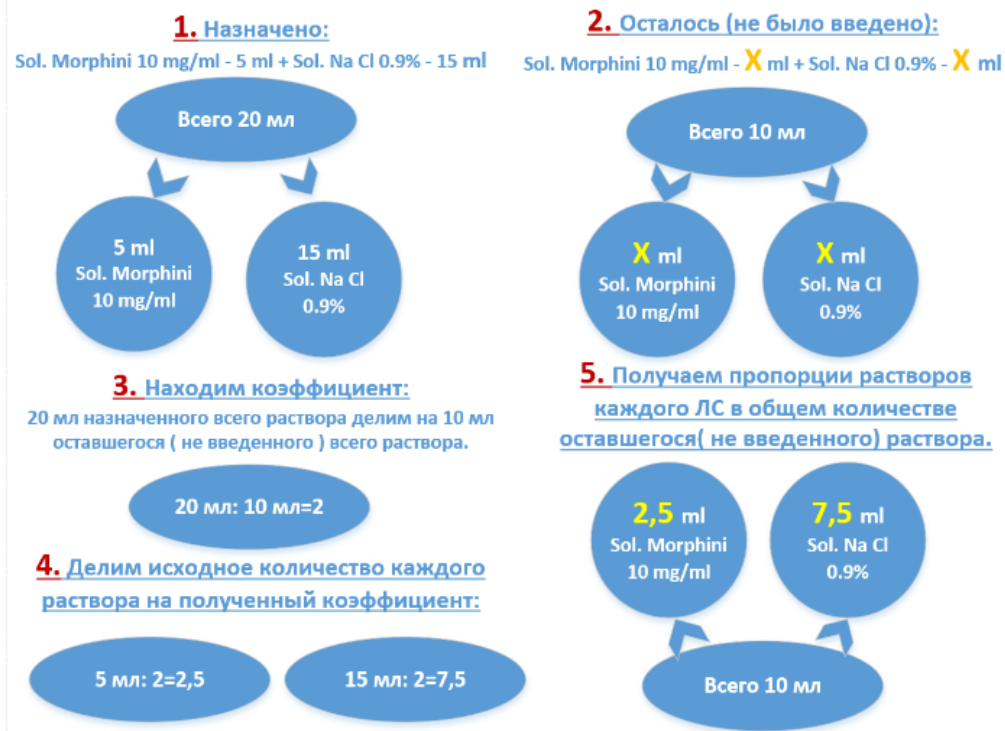 1. Назначено:
Sol. Morphini 10 mg/ml - 5 ml + Sol. Na Cl 0.9% - 15 ml
Всего 20 мл
5 ml
Sol. Morphini
10 mg/ml
15 ml
Sol. Na Cl
0.9%
2. Осталось (не было введено):
Sol. Morphini 10 mg/ml - X ml + Sol. Na Cl 0.9% - X ml
Всего 10 мл
X ml
Sol. Morphini
10 mg/ml
X ml
Sol. Na Cl
0.9%
3. Находим коэффициент:
20 мл назначенного всего раствора делим на 10 мл
оставшегося ( не введенного ) всего раствора.
20 мл: 10 мл=2
4. Делим исходное количество каждого
раствора на полученный коэффициент:
5 мл: 2=2,5
15 мл: 2=7,5
5. Получаем пропорции растворов
каждого ЛС в общем количестве
оставшегося( не введенного) раствора.
2,5 ml
Sol. Morphini
10 mg/ml
7,5 ml
Sol. Na Cl
0.9%
Всего 10 мл